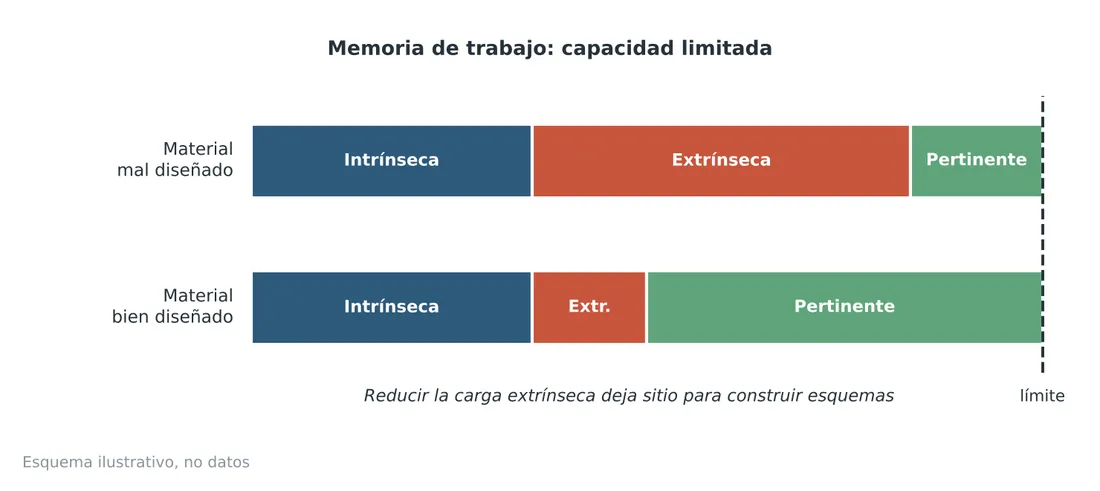 Memoria de trabajo: capacidad limitada
Material
mal diseñado
Intrínseca
Extrínseca
Pertinente
Material
bien diseñado
Intrínseca
Extr.
Pertinente
Reducir la carga extrínseca deja sitio para construir esquemas
límite
Esquema ilustrativo, no datos